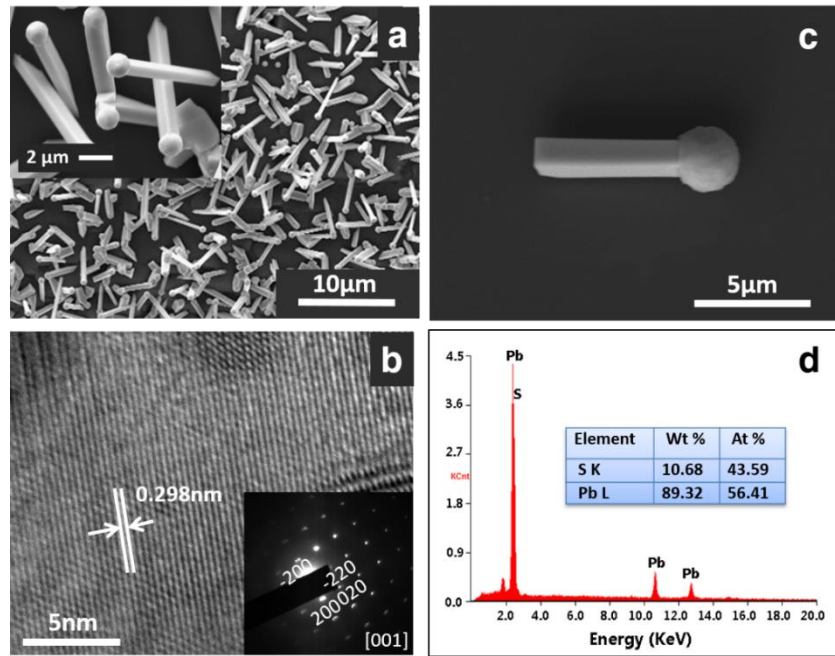 a
2 μm
10μm
c
5μm
b
0.298nm
5nm
-200
-220
200020
[001]
d
4.5
3.6
2.7
1.8
0.9
0.0
KCnt
Pb
S
Element Wt % At %
S K 10.68 43.59
Pb L 89.32 56.41
Pb Pb
2.0 4.0 6.0 8.0 10.0 12.0 14.0 16.0 18.0 20.0
Energy (KeV)